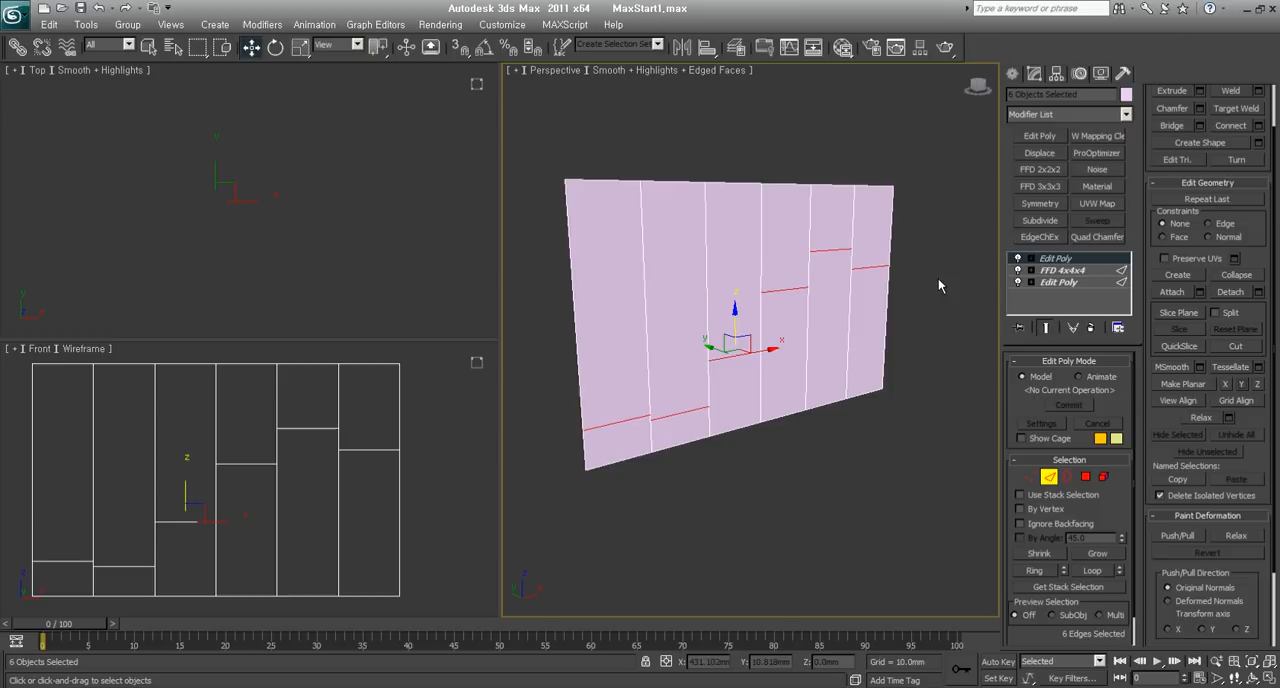 Autodesk 3ds Max 2011 x64 MaxStart1.max
Type a keyword or phrase
Edit Tools Group Views Create Modifiers Animation Graph Editors Rendering Customize MAXScript Help
All View Create Selection Set
[ + ] Top Smooth + Highlights ]
[ + ] Perspective Smooth + Highlights + Edged Faces ]
y
x
y
x
[ + ] Front Wireframe ]
z
x
z
x
z
y
x
z
y
x
6 Objects Selected
Modifier List
Edit Poly W Mapping Cle
Displace ProOptimizer
FFD 2x2x2 Noise
FFD 3x3x3 Material
Symmetry UVW Map
Subdivide Sweep
EdgeChEx Quad Chamfer
Edit Poly
FFD 4x4x4
Edit Poly
Edit Poly Mode
Model Animate
<No Current Operation>
Commit
Settings Cancel
Show Cage
Selection
Use Stack Selection
By Vertex
Ignore Backfacing
By Angle: 45.0
Shrink Grow
Ring Loop
Get Stack Selection
Preview Selection
Off SubObj Multi
6 Edges Selected
Extrude Weld
Chamfer Target Weld
Bridge Connect
Create Shape
Edit Tri. Turn
Edit Geometry
Repeat Last
Constraints
None Edge
Face Normal
Preserve UVs
Create Collapse
Attach Detach
Slice Plane Split
Slice Reset Plane
QuickSlice Cut
MSmooth Tessellate
Make Planar X Y Z
View Align Grid Align
Relax
Hide Selected Unhide All
Hide Unselected
Named Selections:
Copy Paste
Delete Isolated Vertices
Paint Deformation
Push/Pull Relax
Revert
Push/Pull Direction
Original Normals
Deformed Normals
Transform axis
X Y Z
0 / 100
0 5 10 15 20 25 30 35 40 45 50 55 60 65 70 75 80 85 90 95 100
6 Objects Selected X: 431.102mm Y: 10.818mm Z: 0.0mm Grid = 10.0mm Auto Key Selected
Click or click-and-drag to select objects Add Time Tag Set Key Key Filters... 0